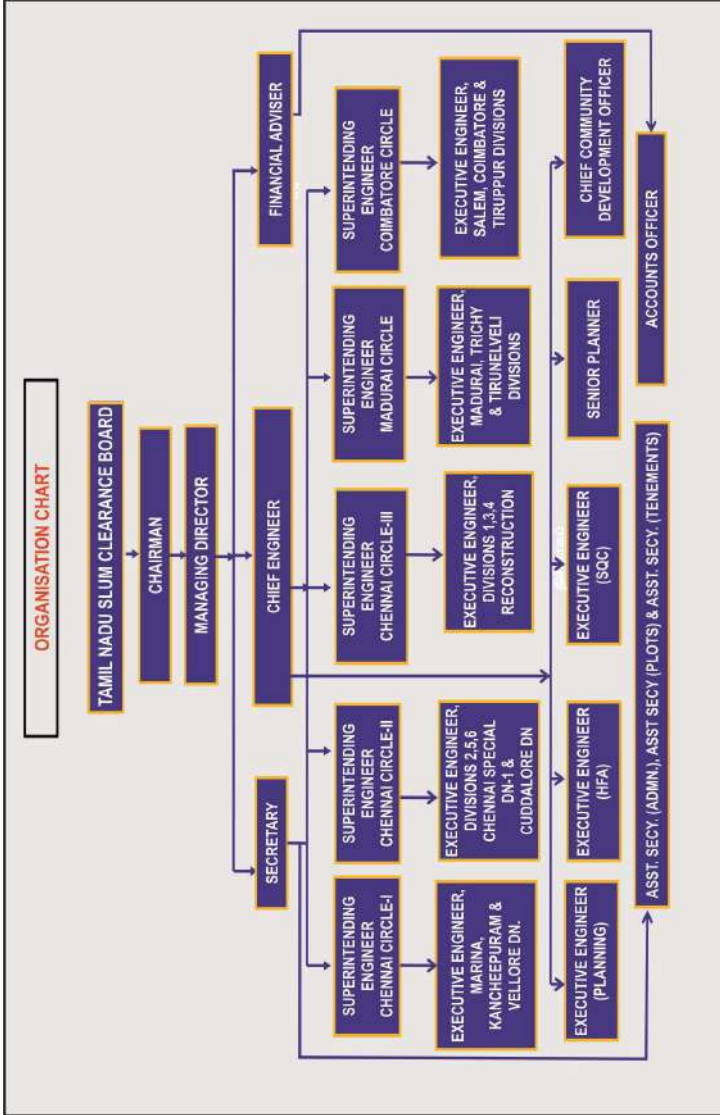 ORGANISATION CHART
TAMIL NADU SLUM CLEARANCE BOARD
CHAIRMAN
MANAGING DIRECTOR
SECRETARY
CHIEF ENGINEER
FINANCIAL ADVISER
SUPERINTENDING
ENGINEER
CHENNAI CIRCLE-I
SUPERINTENDING
ENGINEER
CHENNAI CIRCLE-II
SUPERINTENDING
ENGINEER
CHENNAI CIRCLE-III
SUPERINTENDING
ENGINEER
MADURAI CIRCLE
SUPERINTENDING
ENGINEER
COIMBATORE CIRCLE
EXECUTIVE ENGINEER,
MARINA,
KANCHEEPURAM &
VELLORE DN.
EXECUTIVE ENGINEER,
DIVISIONS 2,5,6
CHENNAI SPECIAL
DN-1 &
CUDDALORE DN
EXECUTIVE ENGINEER,
DIVISIONS 1,3,4
RECONSTRUCTION
EXECUTIVE ENGINEER,
MADURAI, TRICHY
& TIRUNELVELI
DIVISIONS
EXECUTIVE ENGINEER,
SALEM, COIMBATORE &
TIRUPPUR DIVISIONS
EXECUTIVE ENGINEER
(PLANNING)
EXECUTIVE ENGINEER
(HFA)
EXECUTIVE ENGINEER
(SQC)
SENIOR PLANNER
CHIEF COMMUNITY
DEVELOPMENT OFFICER
ASST. SECY. (ADMN.), ASST SECY (PLOTS) & ASST. SECY. (TENEMENTS)
ACCOUNTS OFFICER